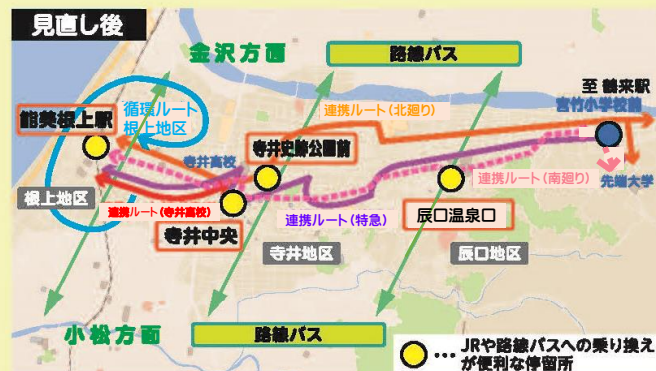 見直し後
金沢方面
路線バス
至 鶴来駅
宮竹小学校前
循環ルート
根上地区
連携ルート(北廻り)
能美根上駅
寺井高校
寺井史跡公園前
先端大学
連携ルート(南廻り)
根上地区
連携ルート(寺井高校)
連携ルート(特急)
辰口温泉口
寺井中央
寺井地区
辰口地区
小松方面
路線バス
…JRや路線バスへの乗り換え
が便利な停留所